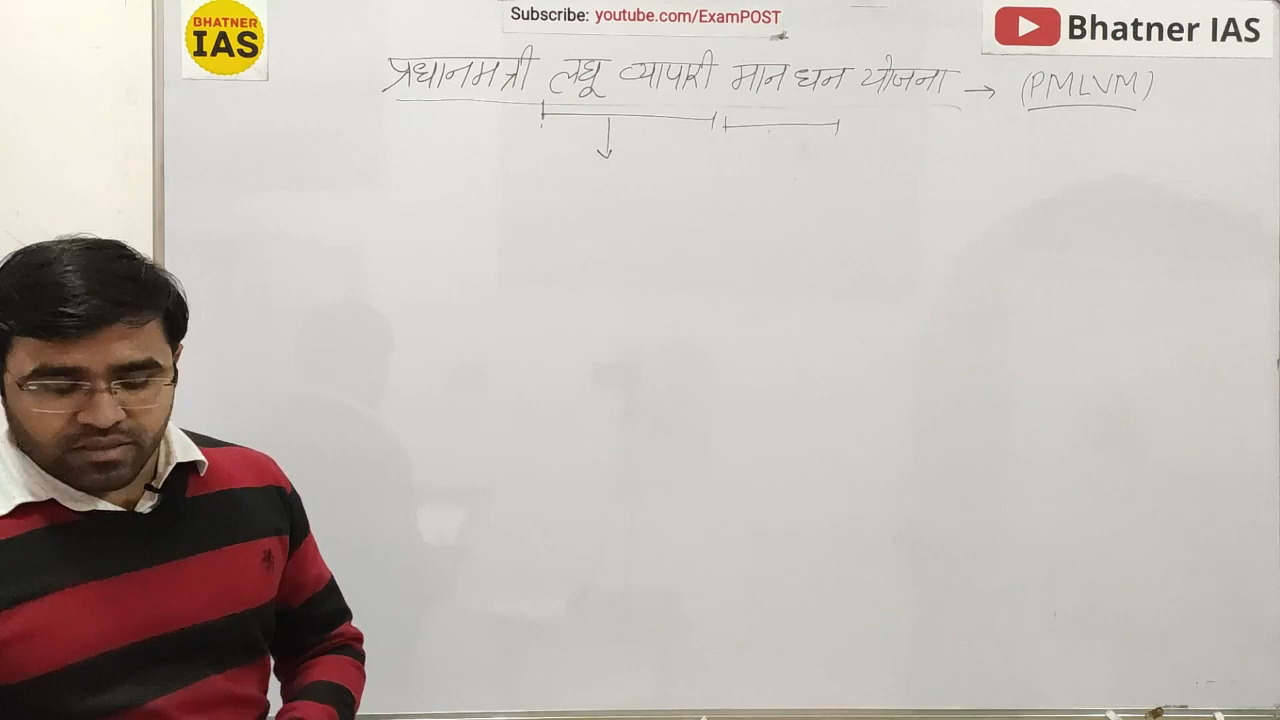 BHATNER
IAS
Subscribe: youtube.com/ExamPOST
Bhatner IAS
प्रधानमंत्री लघु व्यापारी मान धन योजना → (PMLVM)